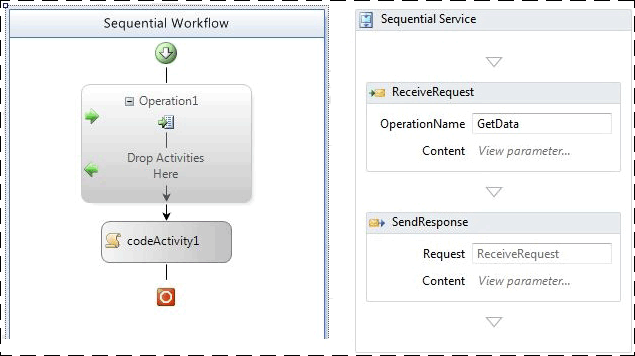 Sequential Workflow
Operation1
Drop Activities
Here
codeActivity1
Sequential Service
ReceiveRequest
OperationName GetData
Content View parameter...
SendResponse
Request ReceiveRequest
Content View parameter...